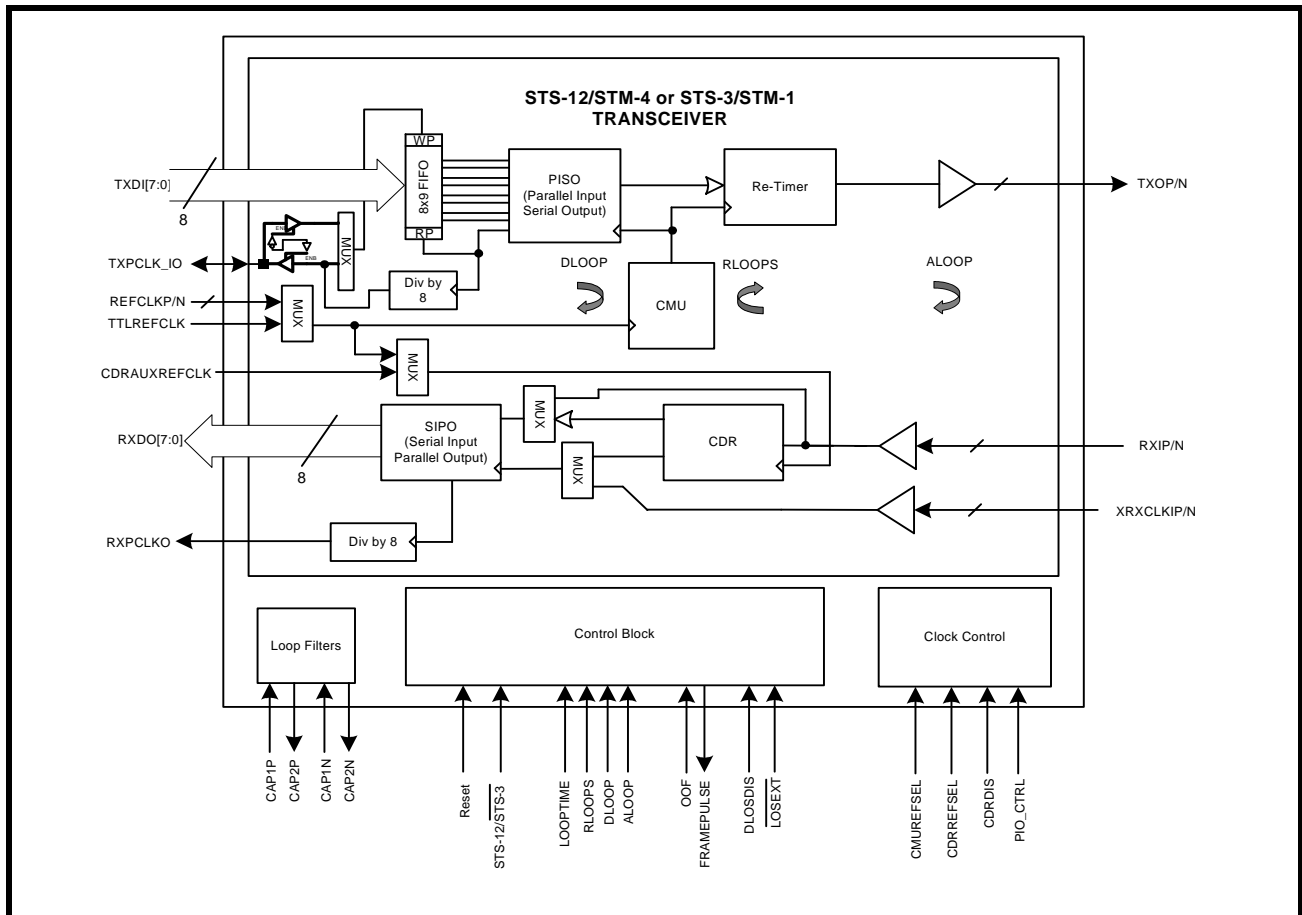 STS-12/STM-4 or STS-3/STM-1
TRANSCEIVER
TXDI[7:0]
8
WP
8x9 FIFO
RP
PISO
(Parallel Input
Serial Output)
Re-Timer
TXOP/N
ENB
ENB
MUX
TXPCLK_IO
Div by
8
DLOOP
RLOOPS
ALOOP
CMU
REFCLKP/N
TTLREFCLK
MUX
CDRAUXREFCLK
MUX
RXDO[7:0]
8
SIPO
(Serial Input
Parallel Output)
MUX
MUX
CDR
RXIP/N
XRXCLKIP/N
RXPCLKO
Div by 8
Loop Filters
Control Block
Clock Control
CAP1P
CAP2P
CAP1N
CAP2N
Reset
STS-12/STS-3
LOOPTIME
RLOOPS
DLOOP
ALOOP
OOF
FRAMEPULSE
DLOSDIS
LOSEXT
CMUREFSEL
CDRREFSEL
CDRDIS
PIO_CTRL